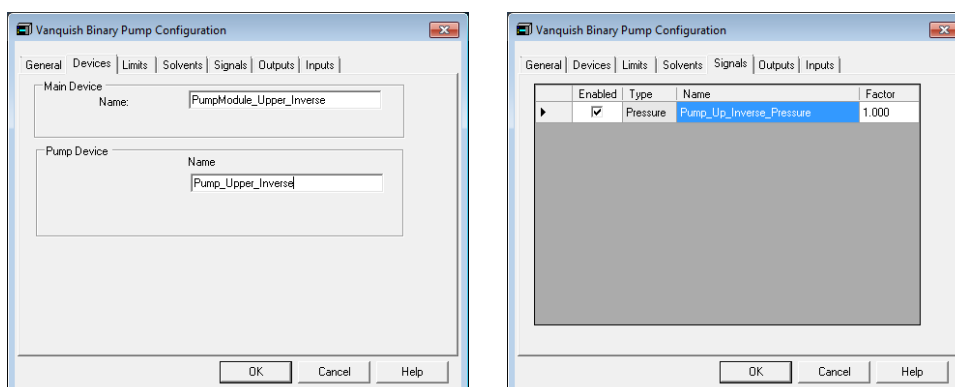 Vanquish Binary Pump Configuration
General Devices Limits Solvents Signals Outputs Inputs
Main Device
Name: PumpModule_Upper_Inverse
Pump Device
Name
Pump_Upper_Inverse
OK Cancel Help
Vanquish Binary Pump Configuration
General Devices Limits Solvents Signals Outputs Inputs
Enabled Type Name Factor
Pressure Pump_Up_Inverse_Pressure 1.000
OK Cancel Help